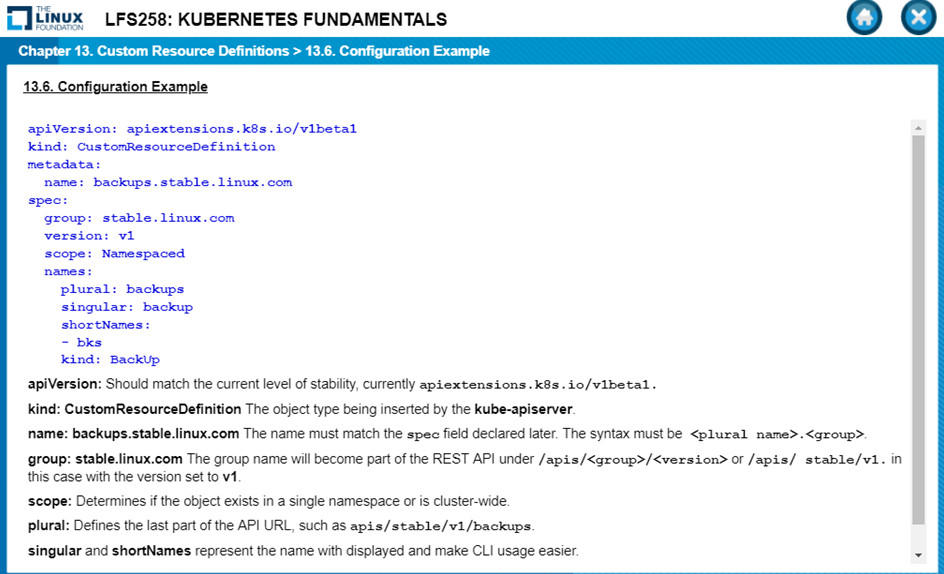 THE
LINUX
FOUNDATION
LFS258: KUBERNETES FUNDAMENTALS
Chapter 13. Custom Resource Definitions > 13.6. Configuration Example
13.6. Configuration Example
apiVersion: apiextensions.k8s.io/v1beta1
kind: CustomResourceDefinition
metadata:
  name: backups.stable.linux.com
spec:
  group: stable.linux.com
  version: v1
  scope: Namespaced
  names:
    plural: backups
    singular: backup
    shortNames:
    - bks
    kind: BackUp
apiVersion: Should match the current level of stability, currently apiextensions.k8s.io/v1beta1.
kind: CustomResourceDefinition The object type being inserted by the kube-apiserver.
name: backups.stable.linux.com The name must match the spec field declared later. The syntax must be <plural name>.<group>.
group: stable.linux.com The group name will become part of the REST API under /apis/<group>/<version> or /apis/ stable/v1. in
this case with the version set to v1.
scope: Determines if the object exists in a single namespace or is cluster-wide.
plural: Defines the last part of the API URL, such as apis/stable/v1/backups.
singular and shortNames represent the name with displayed and make CLI usage easier.